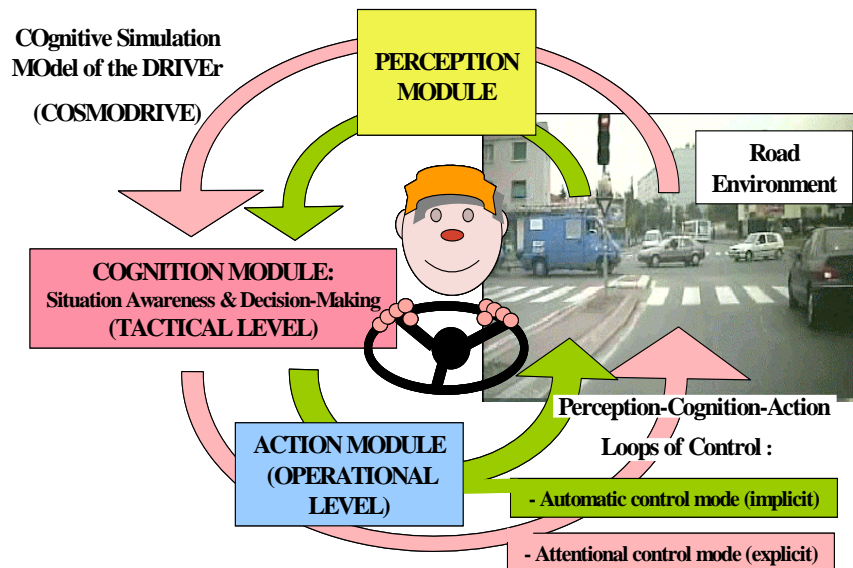 COgnitive Simulation
MOdel of the DRIVEr
(COSMODRIVE)
PERCEPTION
MODULE
Road
Environment
COGNITION MODULE:
Situation Awareness & Decision-Making
(TACTICAL LEVEL)
ACTION MODULE
(OPERATIONAL
LEVEL)
Perception-Cognition-Action
Loops of Control :
- Automatic control mode (implicit)
- Attentional control mode (explicit)